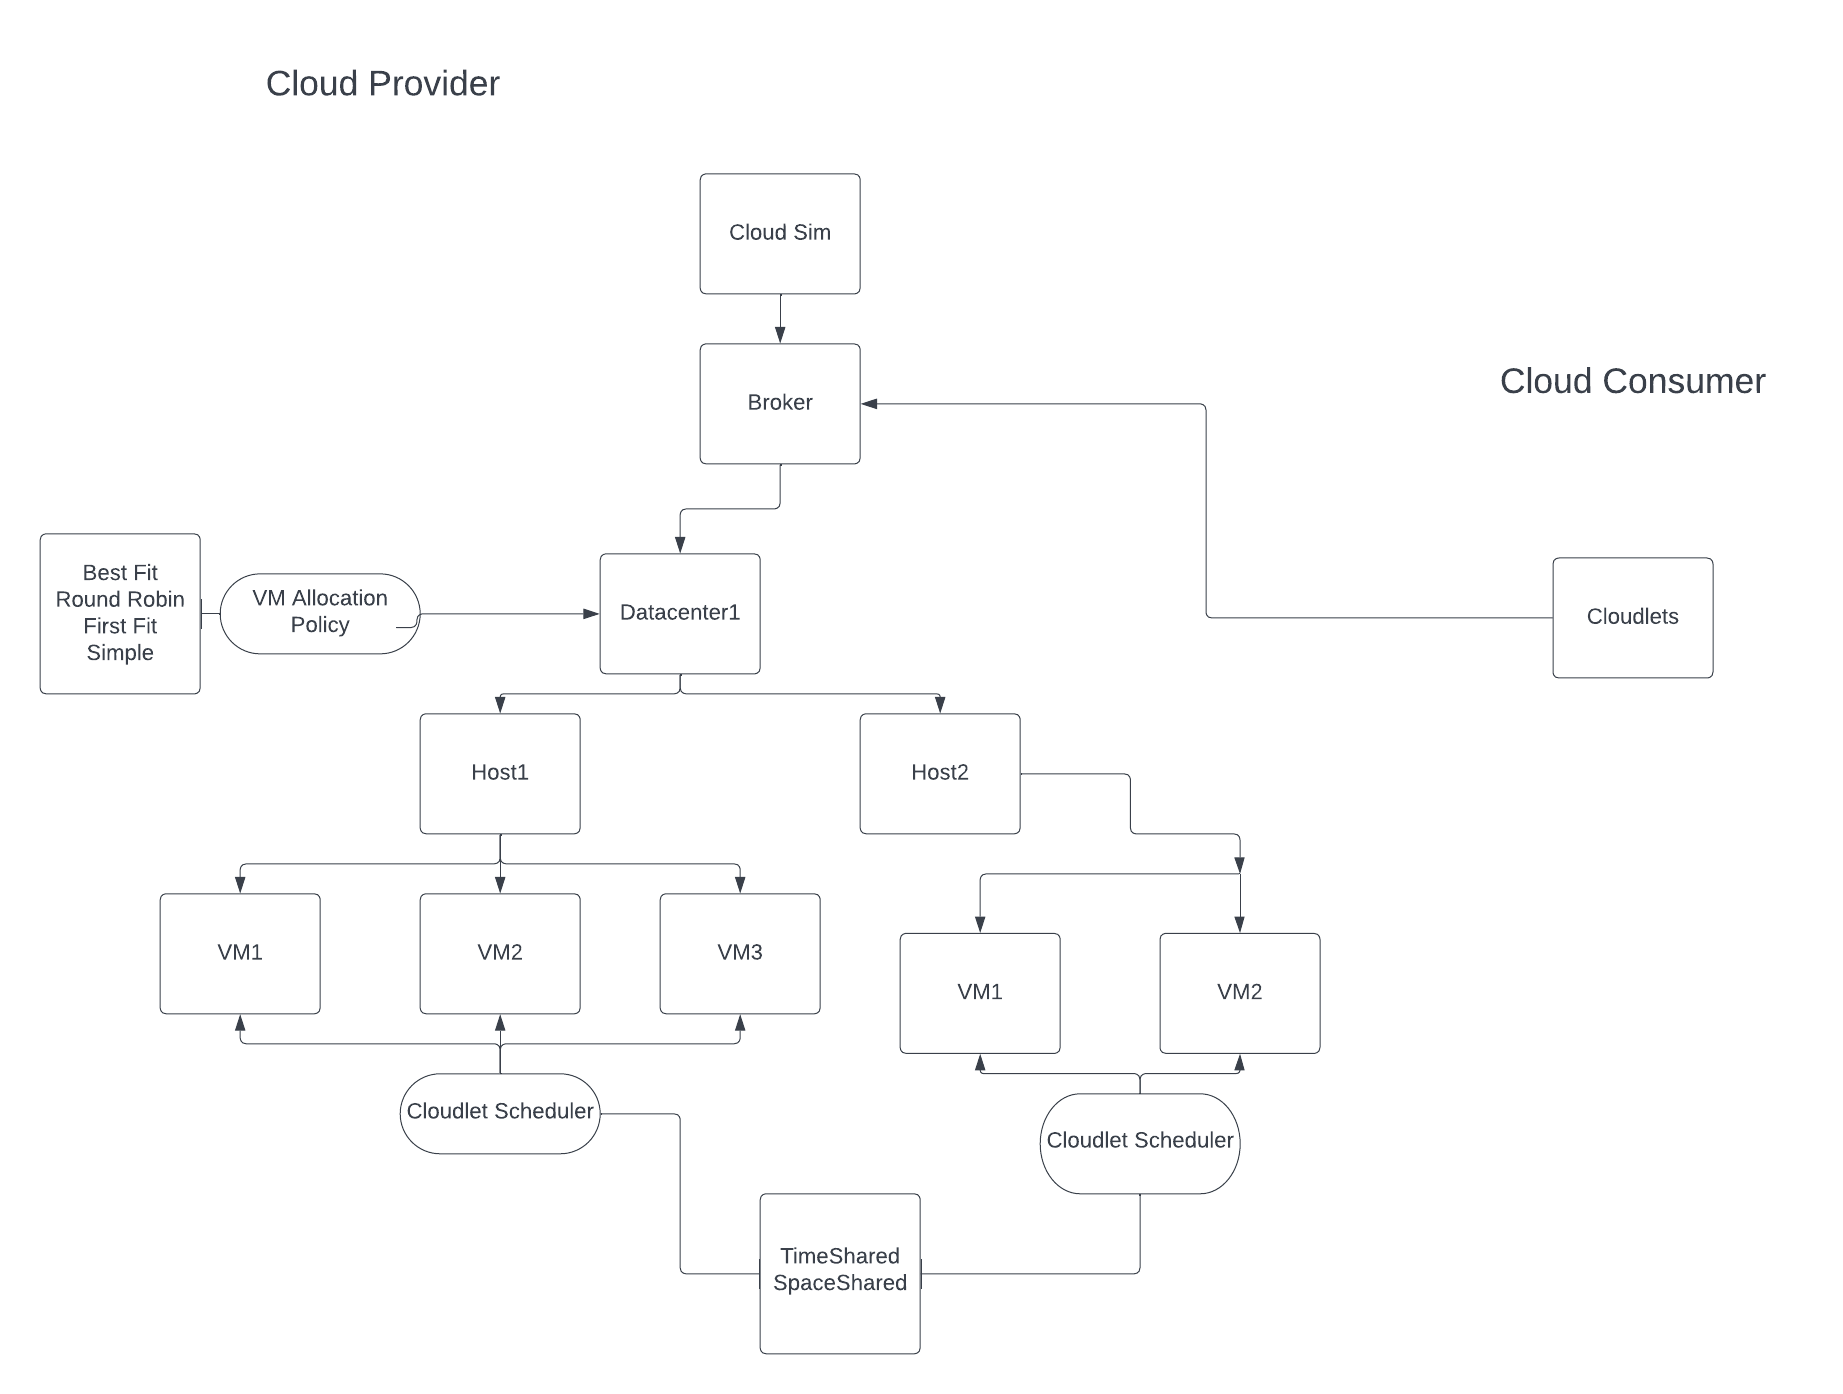 Cloud Provider
Cloud Sim
Broker
Cloud Consumer
Best Fit
Round Robin
First Fit
Simple
VM Allocation
Policy
Datacenter1
Cloudlets
Host1
Host2
VM1
VM2
VM3
VM1
VM2
Cloudlet Scheduler
Cloudlet Scheduler
TimeShared
SpaceShared